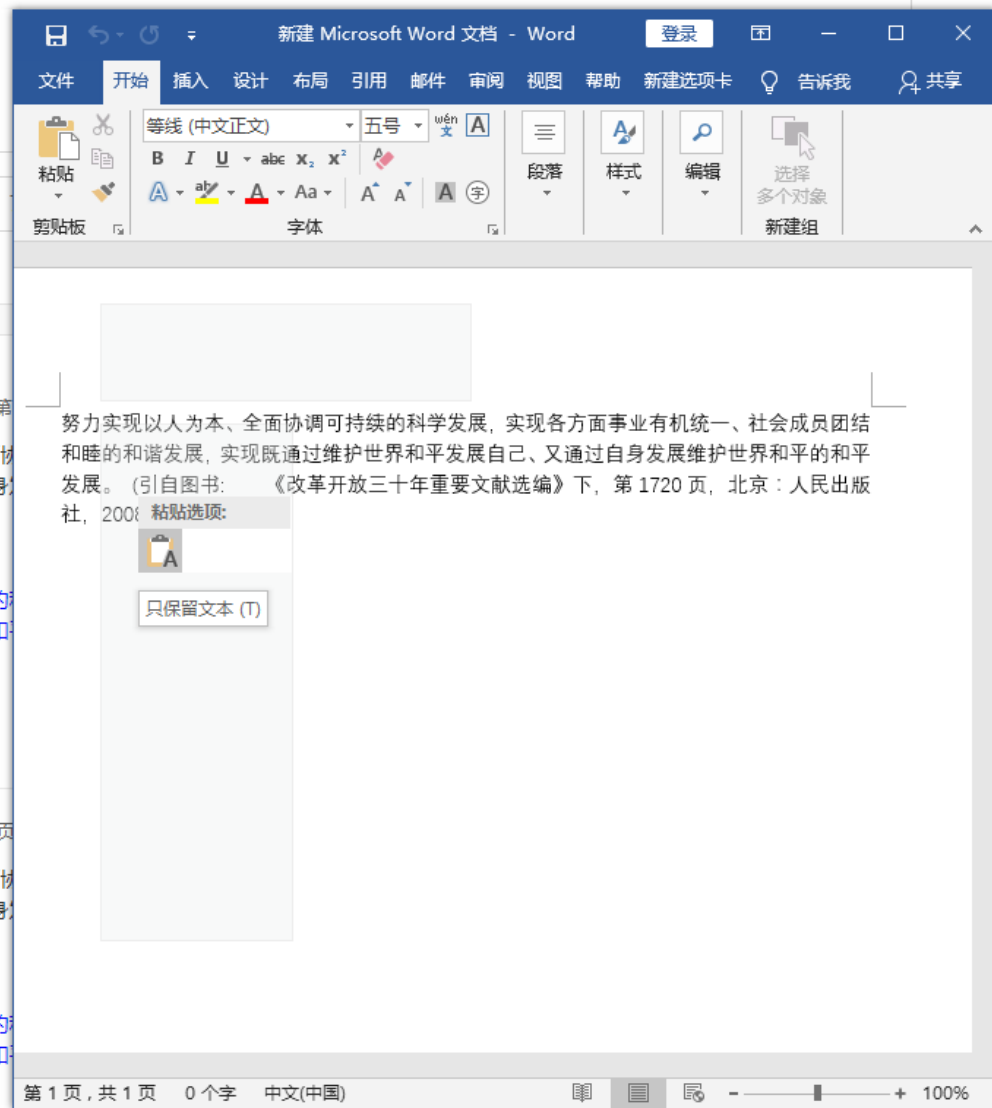 新建 Microsoft Word 文档 - Word
登录
文件 开始 插入 设计 布局 引用 邮件 审阅 视图 帮助 新建选项卡 告诉我 共享
等线 (中文正文) 五号 wén 文 A
粘贴
B I U abc X₂ X²
A aby A Aa A A A 字
段落
样式
编辑
选择
多个对象
剪贴板
字体
新建组
努力实现以人为本、全面协调可持续的科学发展，实现各方面事业有机统一、社会成员团结
和睦的和谐发展，实现既通过维护世界和平发展自己、又通过自身发展维护世界和平的和平
发展。（引自图书: 《改革开放三十年重要文献选编》下，第 1720 页，北京：人民出版
社，2008
粘贴选项:
A
只保留文本 (T)
第 1 页，共 1 页 0 个字 中文(中国) 100%